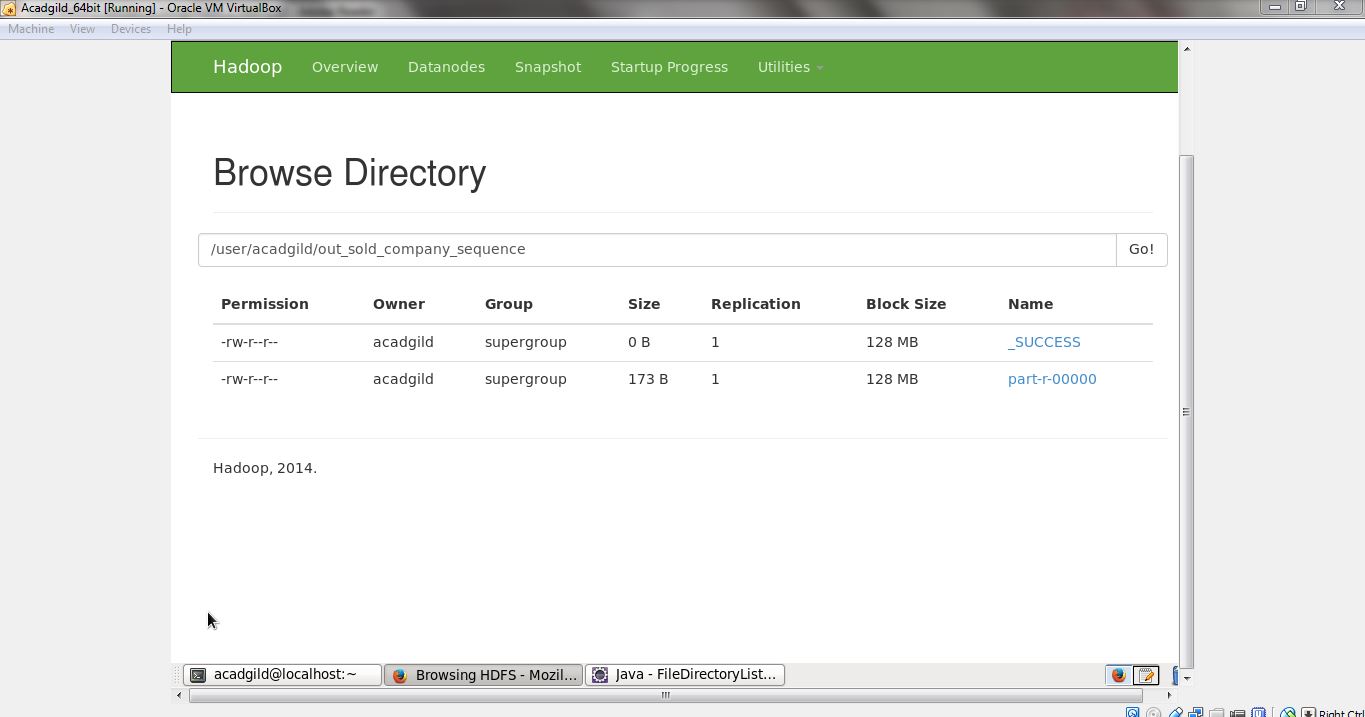 Acadgild_64bit [Running] - Oracle VM VirtualBox
Machine View Devices Help
Hadoop Overview Datanodes Snapshot Startup Progress Utilities
Browse Directory
/user/acadgild/out_sold_company_sequence Go!
Permission Owner Group Size Replication Block Size Name
-rw-r--r-- acadgild supergroup 0 B 1 128 MB _SUCCESS
-rw-r--r-- acadgild supergroup 173 B 1 128 MB part-r-00000
Hadoop, 2014.
acadgild@localhost:~ Browsing HDFS - Mozil... Java - FileDirectoryList...
Right Ctrl